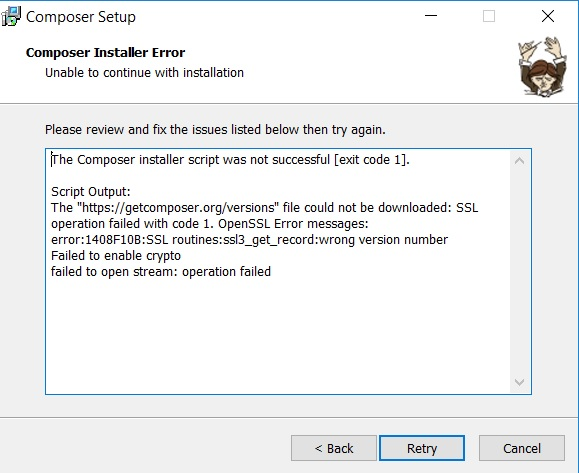 Composer Setup
Composer Installer Error
Unable to continue with installation
Please review and fix the issues listed below then try again.
The Composer installer script was not successful [exit code 1].
Script Output:
The "https://getcomposer.org/versions" file could not be downloaded: SSL
operation failed with code 1. OpenSSL Error messages:
error:1408F10B:SSL routines:ssl3_get_record:wrong version number
Failed to enable crypto
failed to open stream: operation failed
< Back
Retry
Cancel